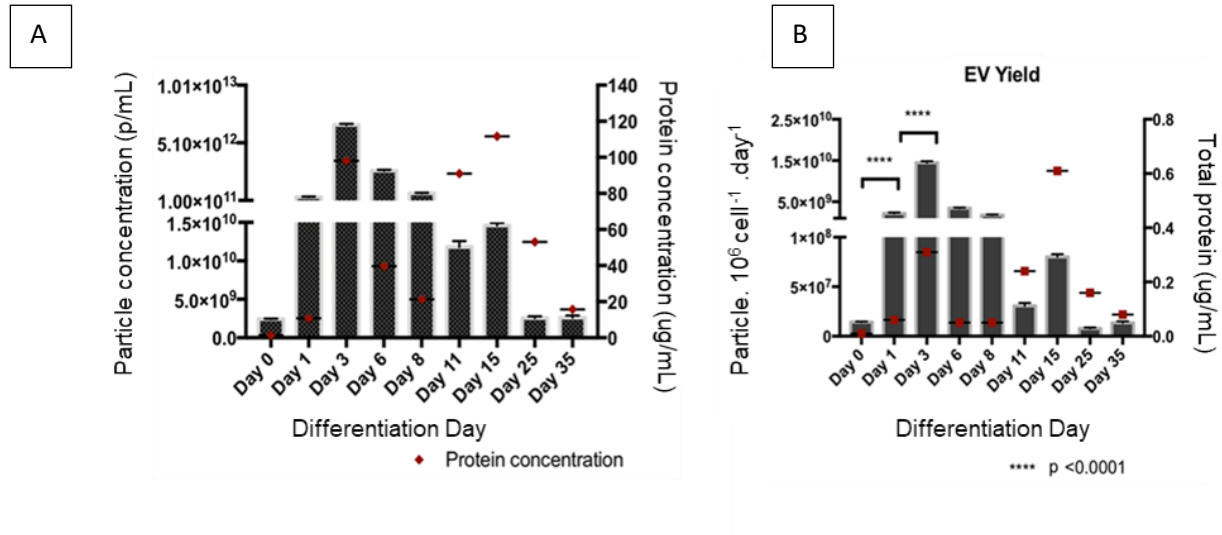 A
Particle concentration (p/mL)
1.01×10¹³
5.10×10¹²
1.00×10¹¹
1.5×10¹⁰
1.0×10¹⁰
5.0×10⁹
0.0
140
120
100
80
60
40
20
0
Protein concentration (ug/mL)
Day 0
Day 1
Day 3
Day 6
Day 8
Day 11
Day 15
Day 25
Day 35
Differentiation Day
Protein concentration
B
EV Yield
Particle. 10⁶ cell⁻¹ .day⁻¹
2.5×10¹⁰
1.5×10¹⁰
5.0×10⁹
1×10⁸
5×10⁷
0
****
****
0.8
0.6
0.4
0.2
0.0
Total protein (ug/mL)
Day 0
Day 1
Day 3
Day 6
Day 8
Day 11
Day 15
Day 25
Day 35
Differentiation Day
**** p <0.0001